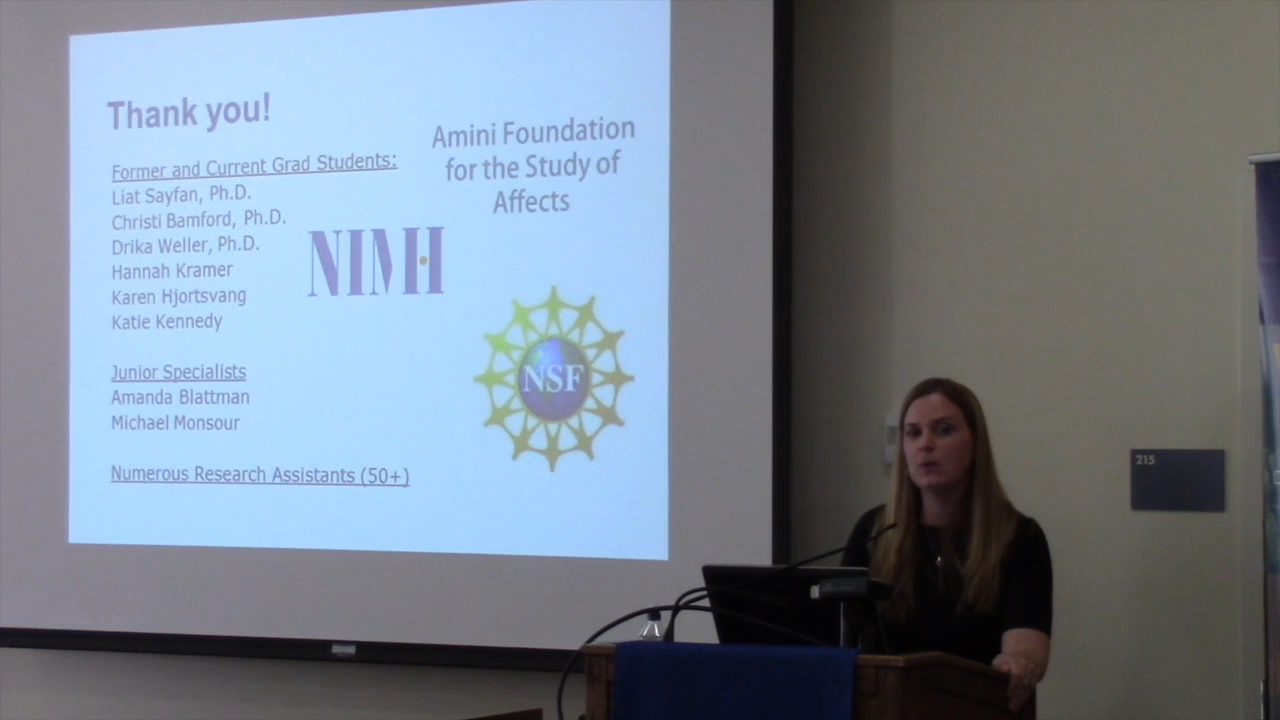 Thank you!
Former and Current Grad Students:
Liat Sayfan, Ph.D.
Christi Bamford, Ph.D.
Drika Weller, Ph.D.
Hannah Kramer
Karen Hjortsvang
Katie Kennedy
Junior Specialists
Amanda Blattman
Michael Monsour
Numerous Research Assistants (50+)
Amini Foundation
for the Study of
Affects
NIMH
NSF
215